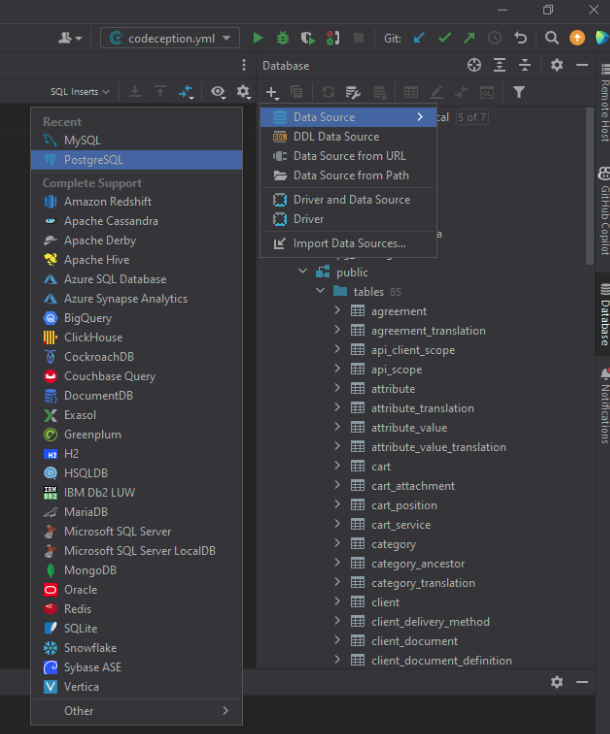 codeception.yml
Git:
SQL Inserts
Database
Recent
MySQL
PostgreSQL
Complete Support
Amazon Redshift
Apache Cassandra
Apache Derby
Apache Hive
Azure SQL Database
Azure Synapse Analytics
BigQuery
ClickHouse
CockroachDB
Couchbase Query
DocumentDB
Exasol
Greenplum
H2
HSQLDB
IBM Db2 LUW
MariaDB
Microsoft SQL Server
Microsoft SQL Server LocalDB
MongoDB
Oracle
Redis
SQLite
Snowflake
Sybase ASE
Vertica
Other
Data Source
DDL Data Source
Data Source from URL
Data Source from Path
Driver and Data Source
Driver
Import Data Sources...
5 of 7
public
tables 85
agreement
agreement_translation
api_client_scope
api_scope
attribute
attribute_translation
attribute_value
attribute_value_translation
cart
cart_attachment
cart_position
cart_service
category
category_ancestor
category_translation
client
client_delivery_method
client_document
client_document_definition
Remote Host
GitHub Copilot
Database
Notifications